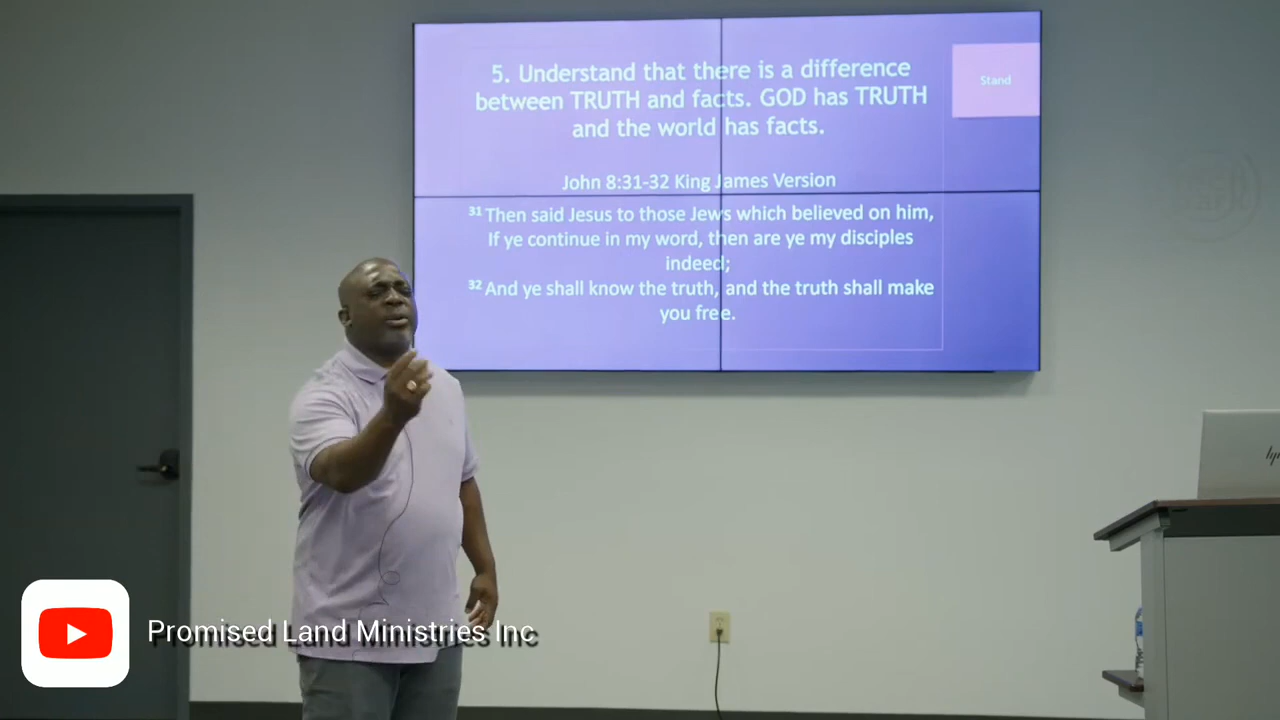 5. Understand that there is a difference
between TRUTH and facts. GOD has TRUTH
and the world has facts.
Stand
John 8:31-32 King James Version
31 Then said Jesus to those Jews which believed on him,
If ye continue in my word, then are ye my disciples
indeed;
32 And ye shall know the truth, and the truth shall make
you free.
Promised Land Ministries Inc